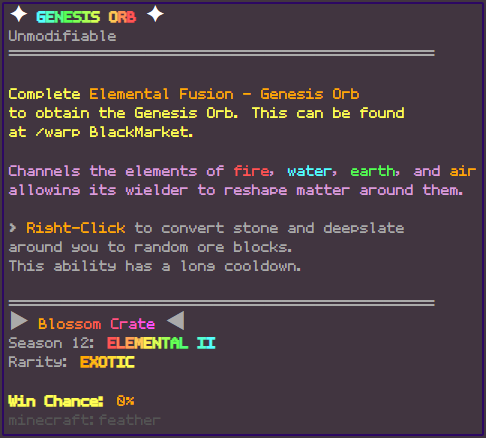 ✦ GENESIS ORB ✦
Unmodifiable
Complete Elemental Fusion - Genesis Orb
to obtain the Genesis Orb. This can be found
at /warp BlackMarket.
Channels the elements of fire, water, earth, and air
allowing its wielder to reshape matter around them.
> Right-Click to convert stone and deepslate
around you to random ore blocks.
This ability has a long cooldown.
▶ Blossom Crate ◀
Season 12: ELEMENTAL II
Rarity: EXOTIC
Win Chance: 0%
minecraft:feather